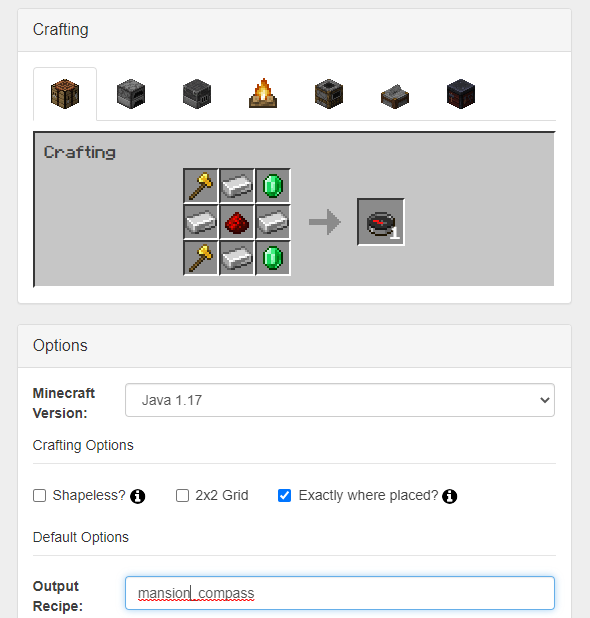 Crafting
Crafting
1
Options
Minecraft
Version:
Java 1.17
Crafting Options
Shapeless? 2x2 Grid Exactly where placed?
Default Options
Output
Recipe:
mansion_compass